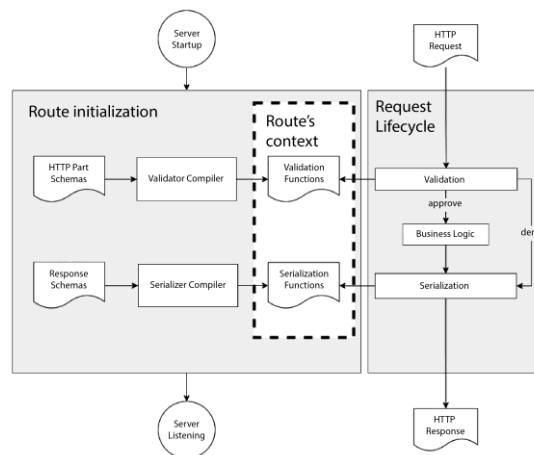 Server
Startup
HTTP
Request
Route initialization
Route's
context
Request
Lifecycle
HTTP Part
Schemas
Validator Compiler
Validation
Functions
Validation
approve
Business Logic
Response
Schemas
Serializer Compiler
Serialization
Functions
Serialization
Server
Listening
HTTP
Response